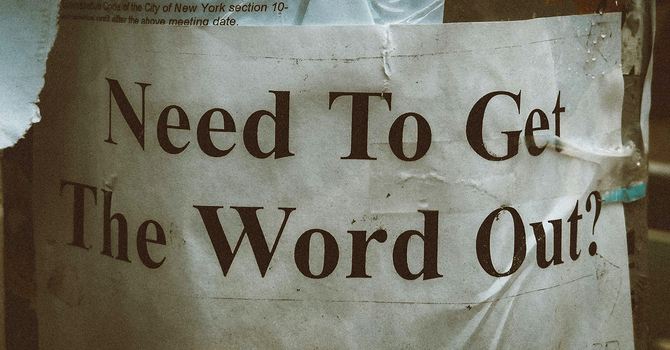 Code of the City of New York section 10-
after the above meeting date.
Need To Get
The Word Out?